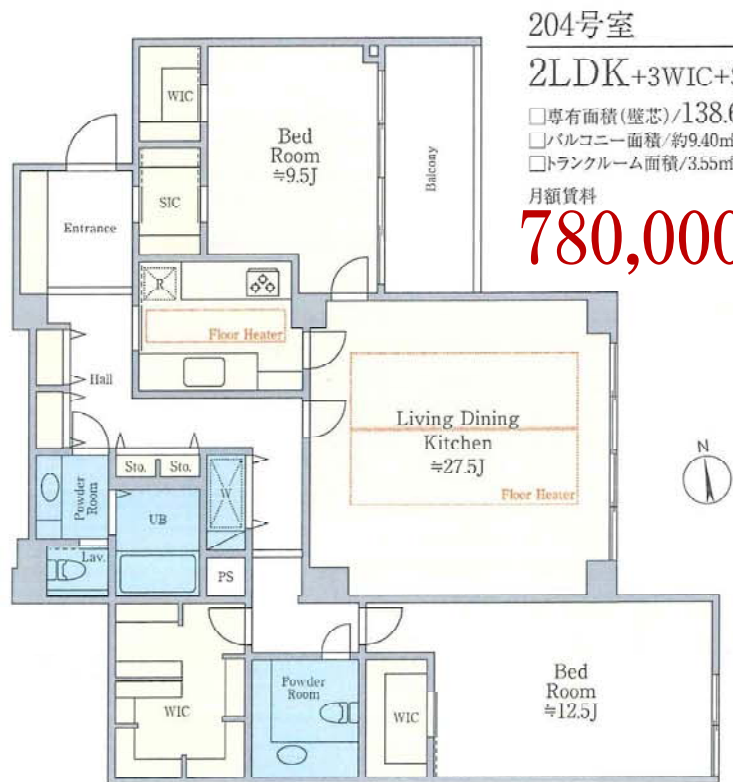 204号室
2LDK+3WIC+
□専有面積(壁芯)/138.6
□バルコニー面積/約9.40㎡
□トランクルーム面積/3.55㎡
月額賃料
780,000
WIC
Bed
Room
≒9.5J
Balcony
SIC
Entrance
R
Floor Heater
Hall
Living Dining
Kitchen
≒27.5J
Floor Heater
N
Sto.
Sto.
W
Powder
Room
UB
Lav.
PS
WIC
Powder
Room
WIC
Bed
Room
≒12.5J